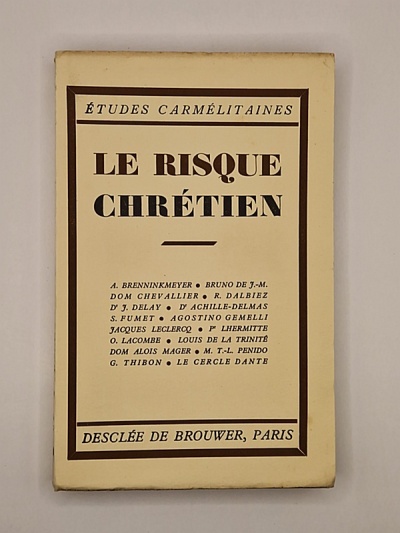 ÉTUDES CARMÉLITAINES
LE RISQUE
CHRÉTIEN
A. BRENNINKMEYER • BRUNO DE J.-M.
DOM CHEVALLIER • R. DALBIEZ
Dʳ J. DELAY • Dʳ ACHILLE-DELMAS
S. FUMET • AGOSTINO GEMELLI
JACQUES LECLERCQ • Pʳ LHERMITTE
O. LACOMBE • LOUIS DE LA TRINITÉ
DOM ALOIS MAGER • M. T.-L. PENIDO
G. THIBON • LE CERCLE DANTE
DESCLÉE DE BROUWER, PARIS